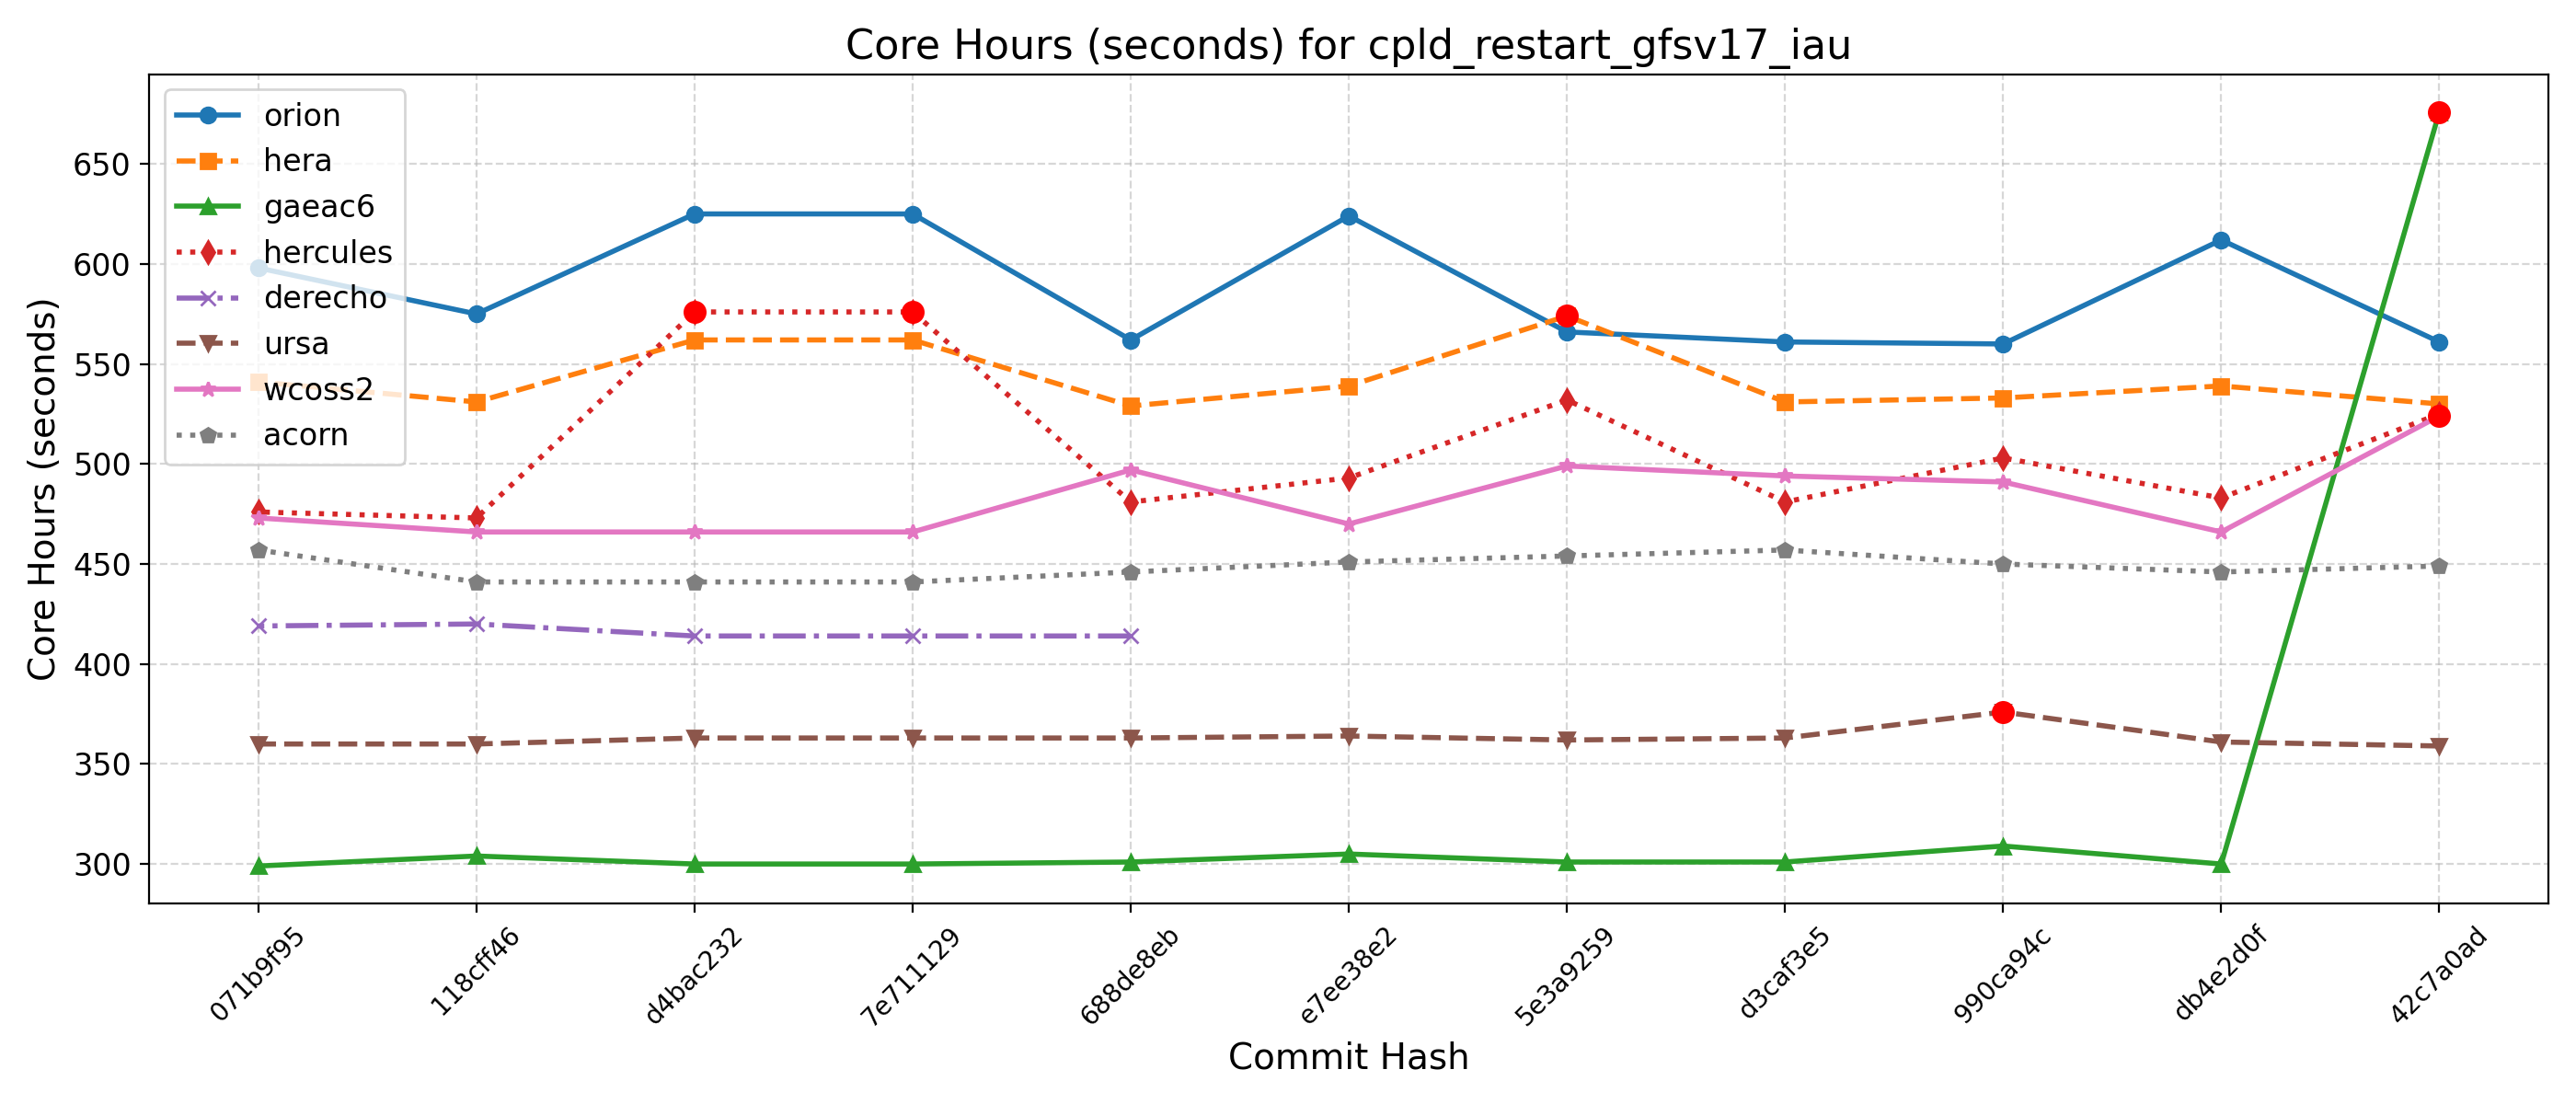 Core Hours (seconds) for cpld_restart_gfsv17_iau
orion
hera
gaeac6
hercules
derecho
ursa
wcoss2
acorn
Core Hours (seconds)
650
600
550
500
450
400
350
300
071b9f95
118cff46
d4bac232
7e711129
688de8eb
e7ee38e2
5e3a9259
d3caf3e5
990ca94c
db4e2d0f
42c7a0ad
Commit Hash